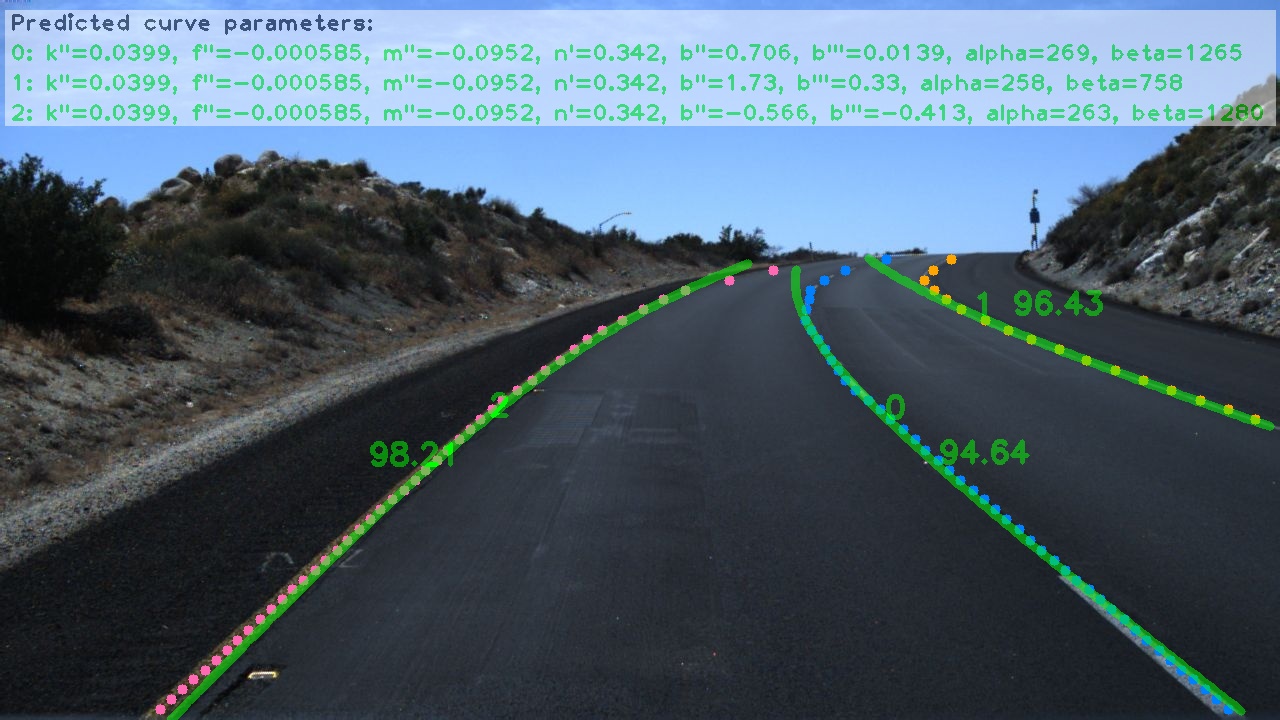 Predicted curve parameters:
0: k''=0.0399, f''=-0.000585, m''=-0.0952, n'=0.342, b''=0.706, b'''=0.0139, alpha=269, beta=1265
1: k''=0.0399, f''=-0.000585, m''=-0.0952, n'=0.342, b''=1.73, b'''=0.33, alpha=258, beta=758
2: k''=0.0399, f''=-0.000585, m''=-0.0952, n'=0.342, b''=-0.566, b'''=-0.413, alpha=263, beta=1280
1 96.43
2
0
98.21
94.64